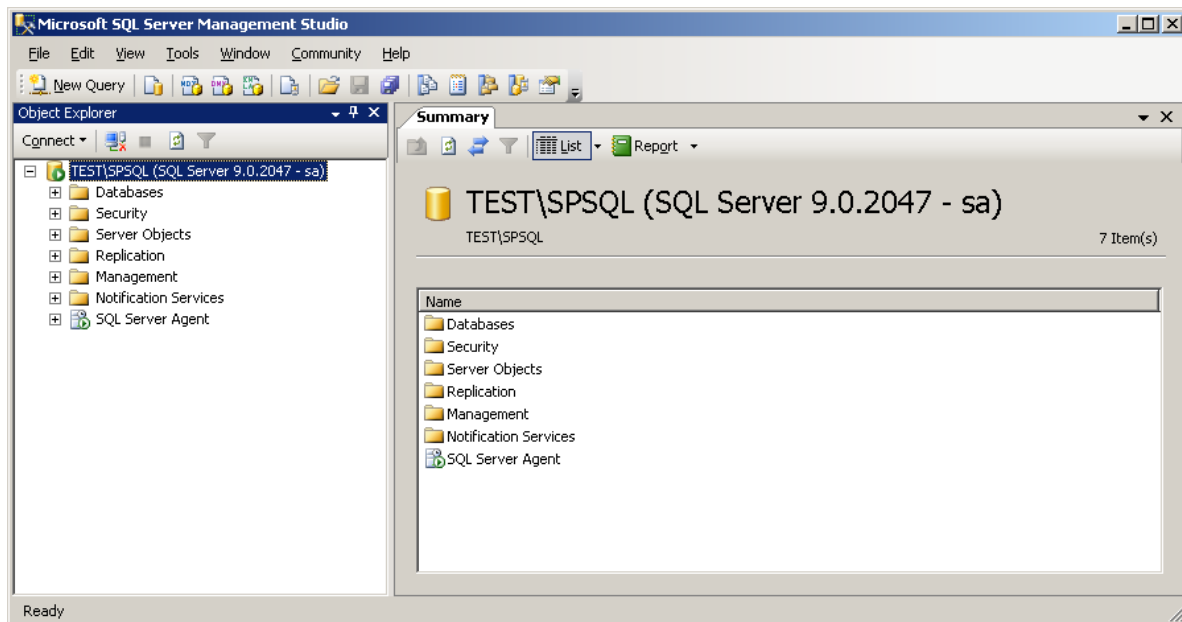 Microsoft SQL Server Management Studio
File Edit View Tools Window Community Help
New Query
Object Explorer
Connect
TEST\SPSQL (SQL Server 9.0.2047 - sa)
Databases
Security
Server Objects
Replication
Management
Notification Services
SQL Server Agent
Summary
List Report
TEST\SPSQL (SQL Server 9.0.2047 - sa)
TEST\SPSQL 7 Item(s)
Name
Databases
Security
Server Objects
Replication
Management
Notification Services
SQL Server Agent
Ready